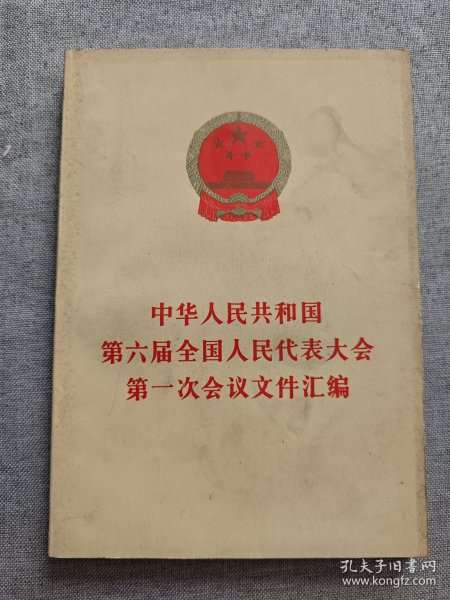 中华人民共和国
第六届全国人民代表大会
第一次会议文件汇编
孔夫子旧书网
www.kongfz.com